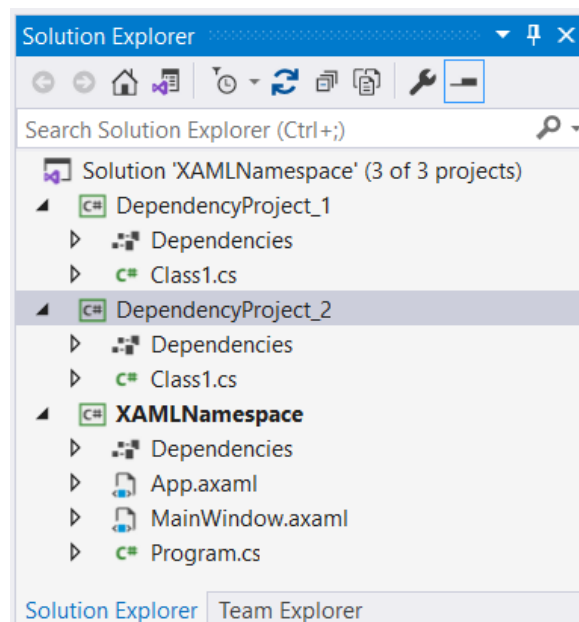 Solution Explorer
Search Solution Explorer (Ctrl+;)
Solution 'XAMLNamespace' (3 of 3 projects)
C# DependencyProject_1
Dependencies
C# Class1.cs
C# DependencyProject_2
Dependencies
C# Class1.cs
C# XAMLNamespace
Dependencies
App.axaml
MainWindow.axaml
C# Program.cs
Solution Explorer Team Explorer